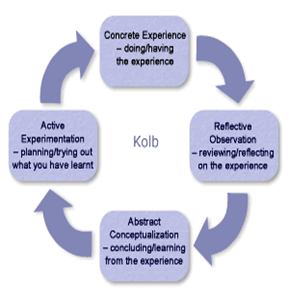 Concrete Experience
– doing/having
the experience
Reflective
Observation
– reviewing/reflecting
on the experience
Abstract
Conceptualization
– concluding/learning
from the experience
Active
Experimentation
– planning/trying out
what you have learnt
Kolb